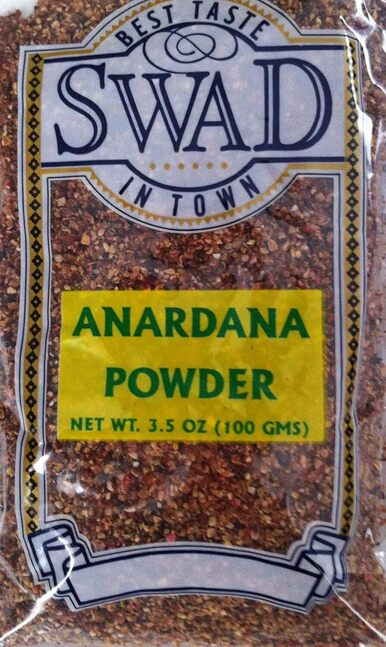 BEST TASTE
SWAD
IN TOWN
ANARDANA
POWDER
NET WT. 3.5 OZ (100 GMS)